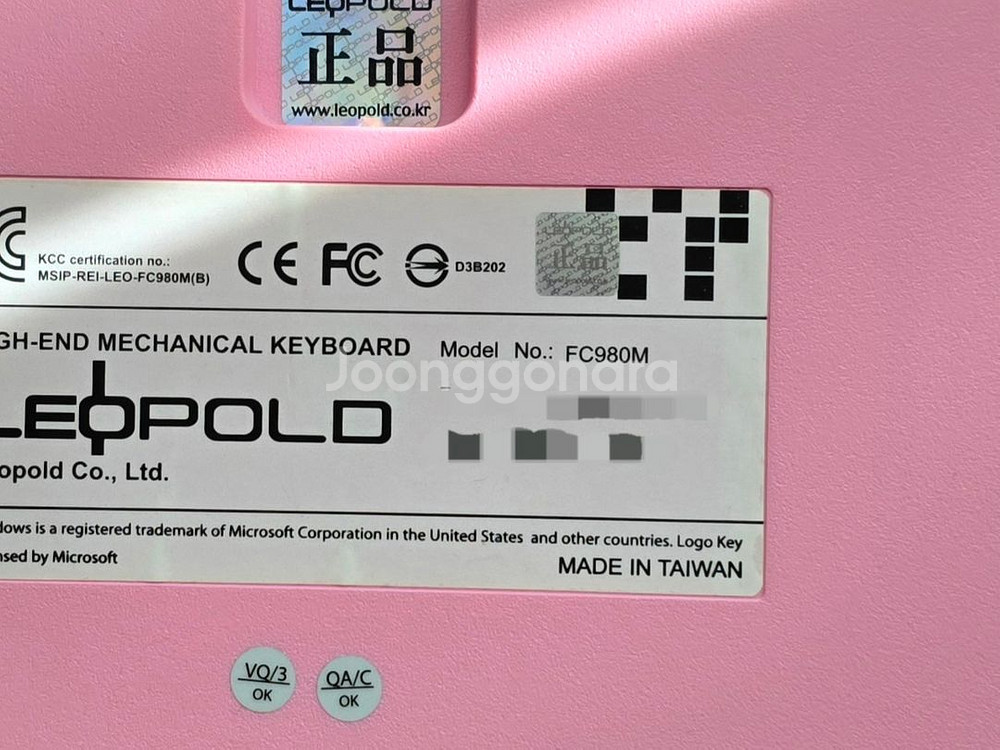 LEOPOLD
正品
www.leopold.co.kr
KCC certification no.:
MSIP-REI-LEO-FC980M(B)
CE FC D3B202
正品
GH-END MECHANICAL KEYBOARD
Model No.: FC980M
Joonggonara
LEOPOLD
opold Co., Ltd.
dows is a registered trademark of Microsoft Corporation in the United States and other countries. Logo Key
nsed by Microsoft
MADE IN TAIWAN
VQ/3
OK
QA/C
OK